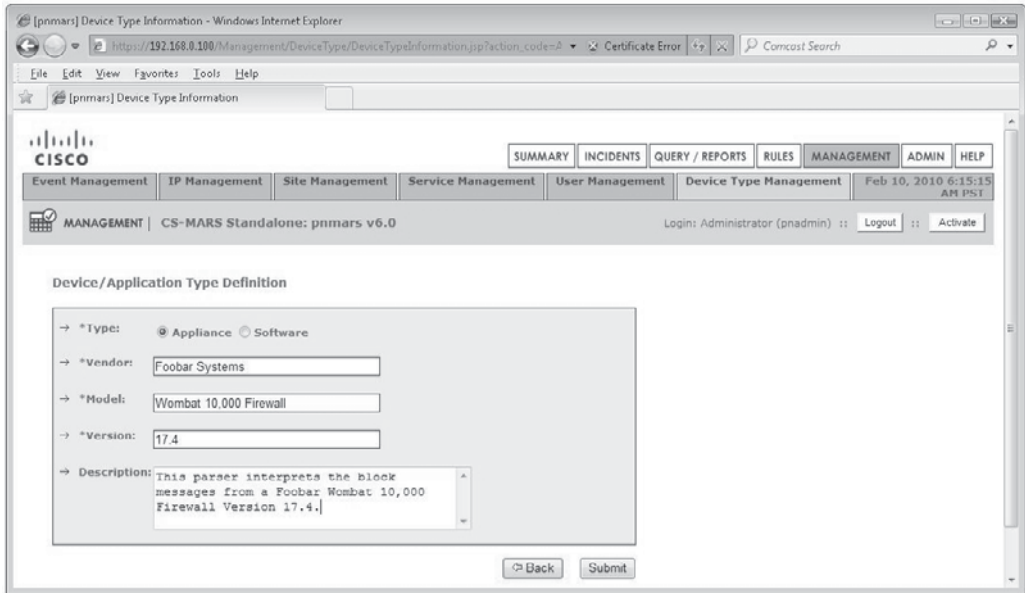 [pnmars] Device Type Information - Windows Internet Explorer
https://192.168.0.100/Management/DeviceType/DeviceTypeInformation.jsp?action_code=A
Certificate Error
Comcast Search
File Edit View Favorites Tools Help
[pnmars] Device Type Information
CISCO
SUMMARY INCIDENTS QUERY / REPORTS RULES MANAGEMENT ADMIN HELP
Event Management IP Management Site Management Service Management User Management Device Type Management Feb 10, 2010 6:15:15
AM PST
MANAGEMENT | CS-MARS Standalone: pnmars v6.0 Login: Administrator (pnadmin) :: Logout :: Activate
Device/Application Type Definition
→ *Type: Appliance Software
→ *Vendor: Foobar Systems
→ *Model: Wombat 10,000 Firewall
→ *Version: 17.4
→ Description: This parser interprets the block
messages from a Foobar Wombat 10,000
Firewall Version 17.4.
Back Submit